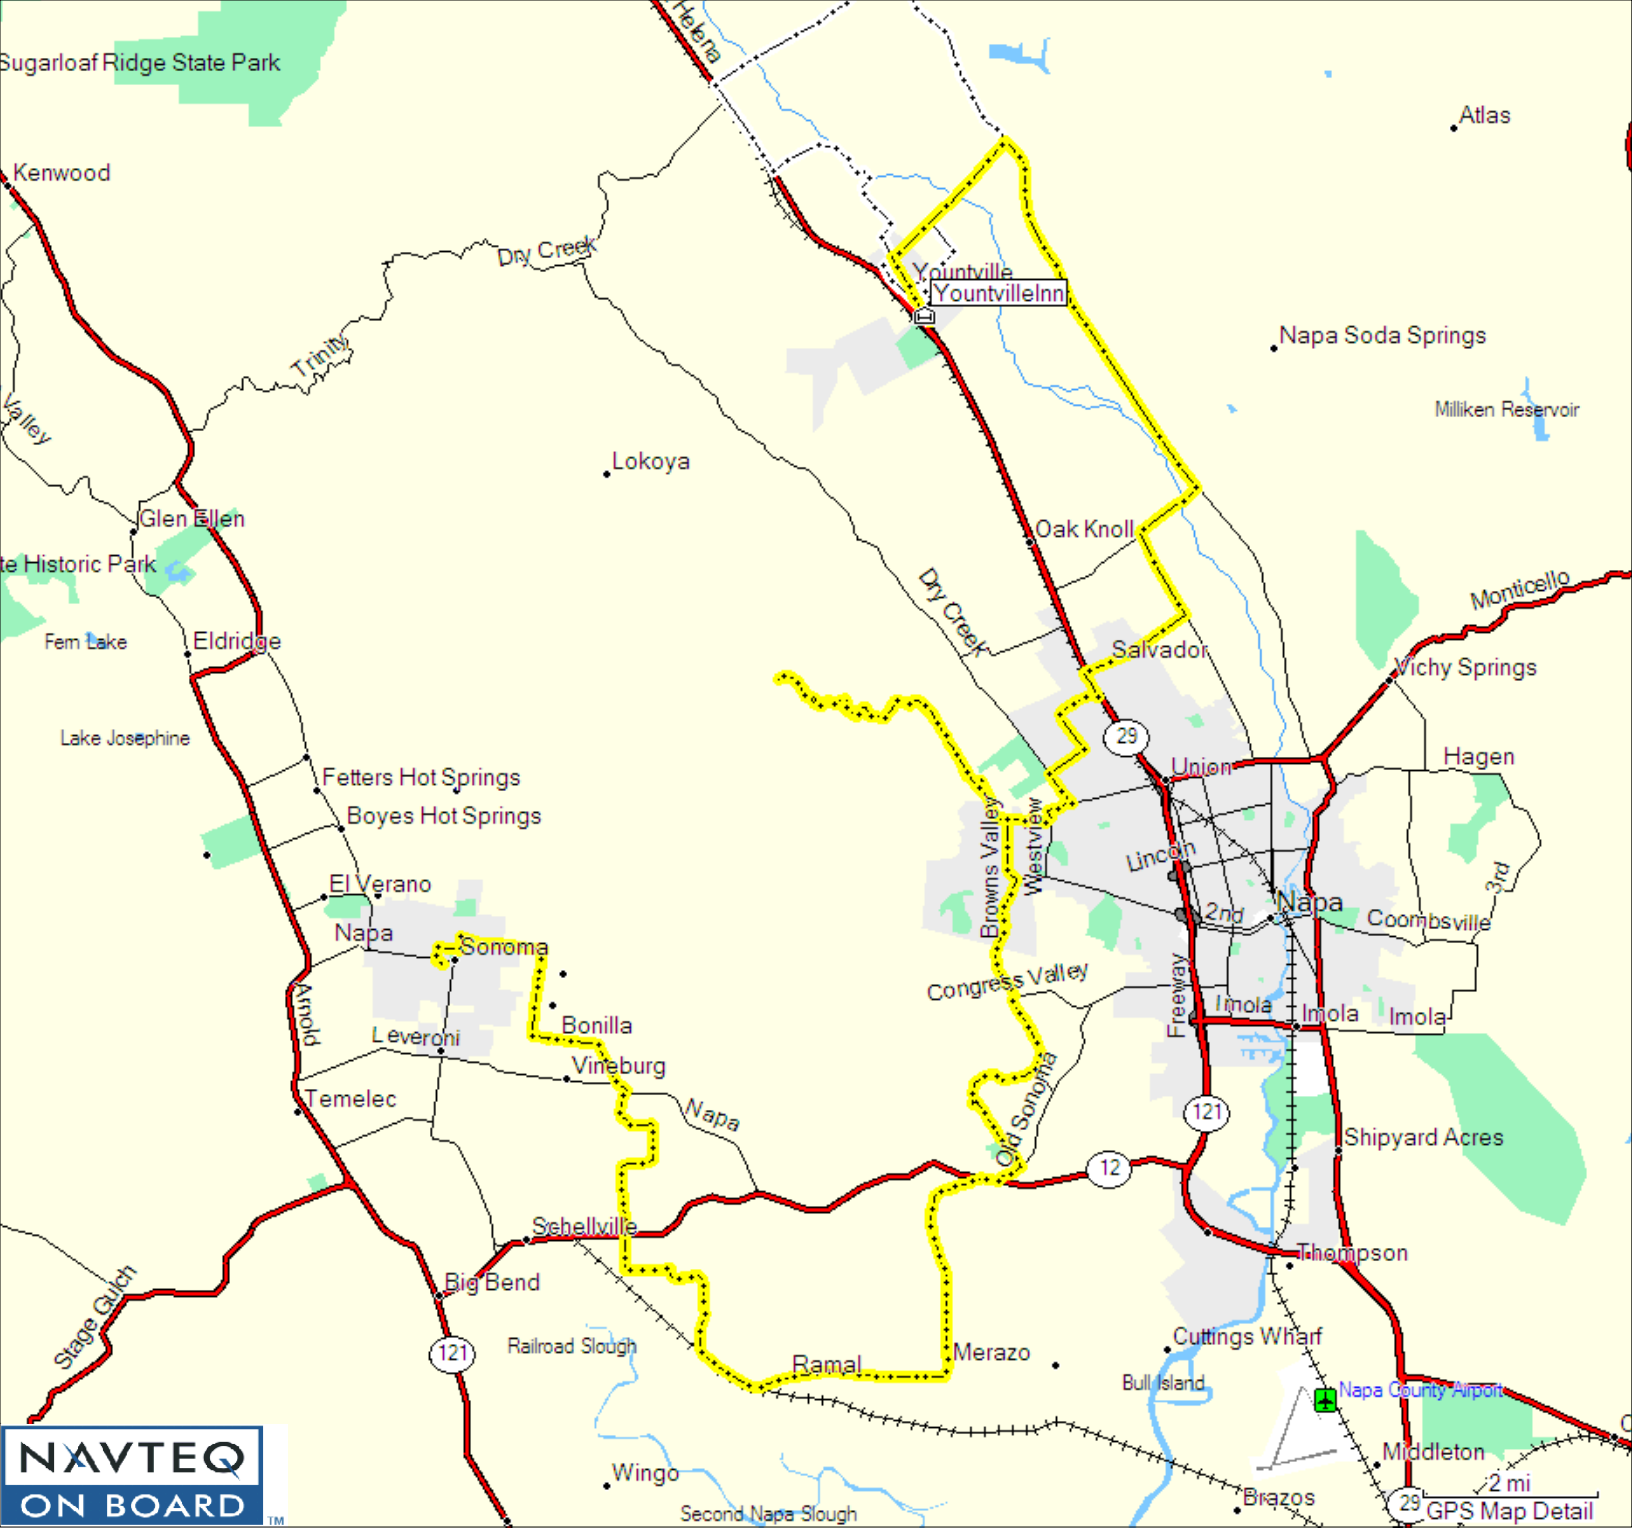 Helena
Sugarloaf Ridge State Park
Atlas
Kenwood
Dry Creek
Yountville
YountvilleInn
Trinity
Napa Soda Springs
Valley
Milliken Reservoir
Lokoya
Glen Ellen
Oak Knoll
te Historic Park
Dry Creek
Monticello
Fern Lake
Eldridge
Salvador
Vichy Springs
Lake Josephine
29
Union
Hagen
Fetters Hot Springs
Boyes Hot Springs
Browns Valley
Westview
Lincoln
3rd
El Verano
2nd
Napa
Coombsville
Napa
Sonoma
Congress Valley
Freeway
Arnold
Imola
Imola
Imola
Bonilla
Leveroni
Vineburg
Old Sonoma
Temelec
Napa
121
Shipyard Acres
12
Schellville
Thompson
Big Bend
Stage Gulch
121
Railroad Slough
Ramal
Merazo
Cuttings Wharf
Bull Island
Napa County Airport
C
NAVTEQ
ON BOARD
TM
Wingo
Middleton
Second Napa Slough
Brazos
29
2 mi
GPS Map Detail